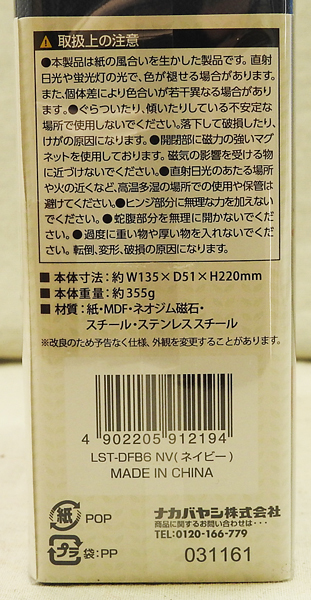 ⚠ 取扱上の注意
●本製品は紙の風合いを生かした製品です。直射
日光や蛍光灯の光で、色が褪せる場合があります。
また、個体差により色合いが若干異なる場合があり
ます。●ぐらついたり、傾いたりしている不安定な
場所で使用しないでください。落下して破損したり、
けがの原因になります。●開閉部に磁力の強いマグ
ネットを使用しております。磁気の影響を受ける物
に近づけないでください。●直射日光のあたる場所
や火の近くなど、高温多湿の場所での使用や保管は
避けてください。●ヒンジ部分に無理な力を加えない
でください。●蛇腹部分を無理に開かないでくださ
い。●過度に重い物や厚い物を入れないでくださ
い。転倒、変形、破損の原因になります。
■本体寸法：約 W135×D51×H220mm
■本体重量：約 355g
■材質：紙・MDF・ネオジム磁石・
スチール・ステンレススチール
※改良のため予告なく仕様、外観を変更することがあります。
4 902205 912194
LST-DFB6 NV(ネイビー)
MADE IN CHINA
紙 POP
プラ 袋:PP
ナカバヤシ株式会社
商品に関するお問い合わせは・・・
TEL:0120-166-779
031161